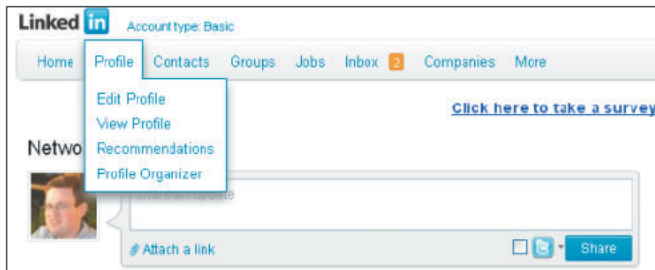 Linked in Account type: Basic
Home Profile Contacts Groups Jobs Inbox 2 Companies More
Edit Profile
View Profile
Recommendations
Profile Organizer
Click here to take a survey
Netwo
Attach a link
Share